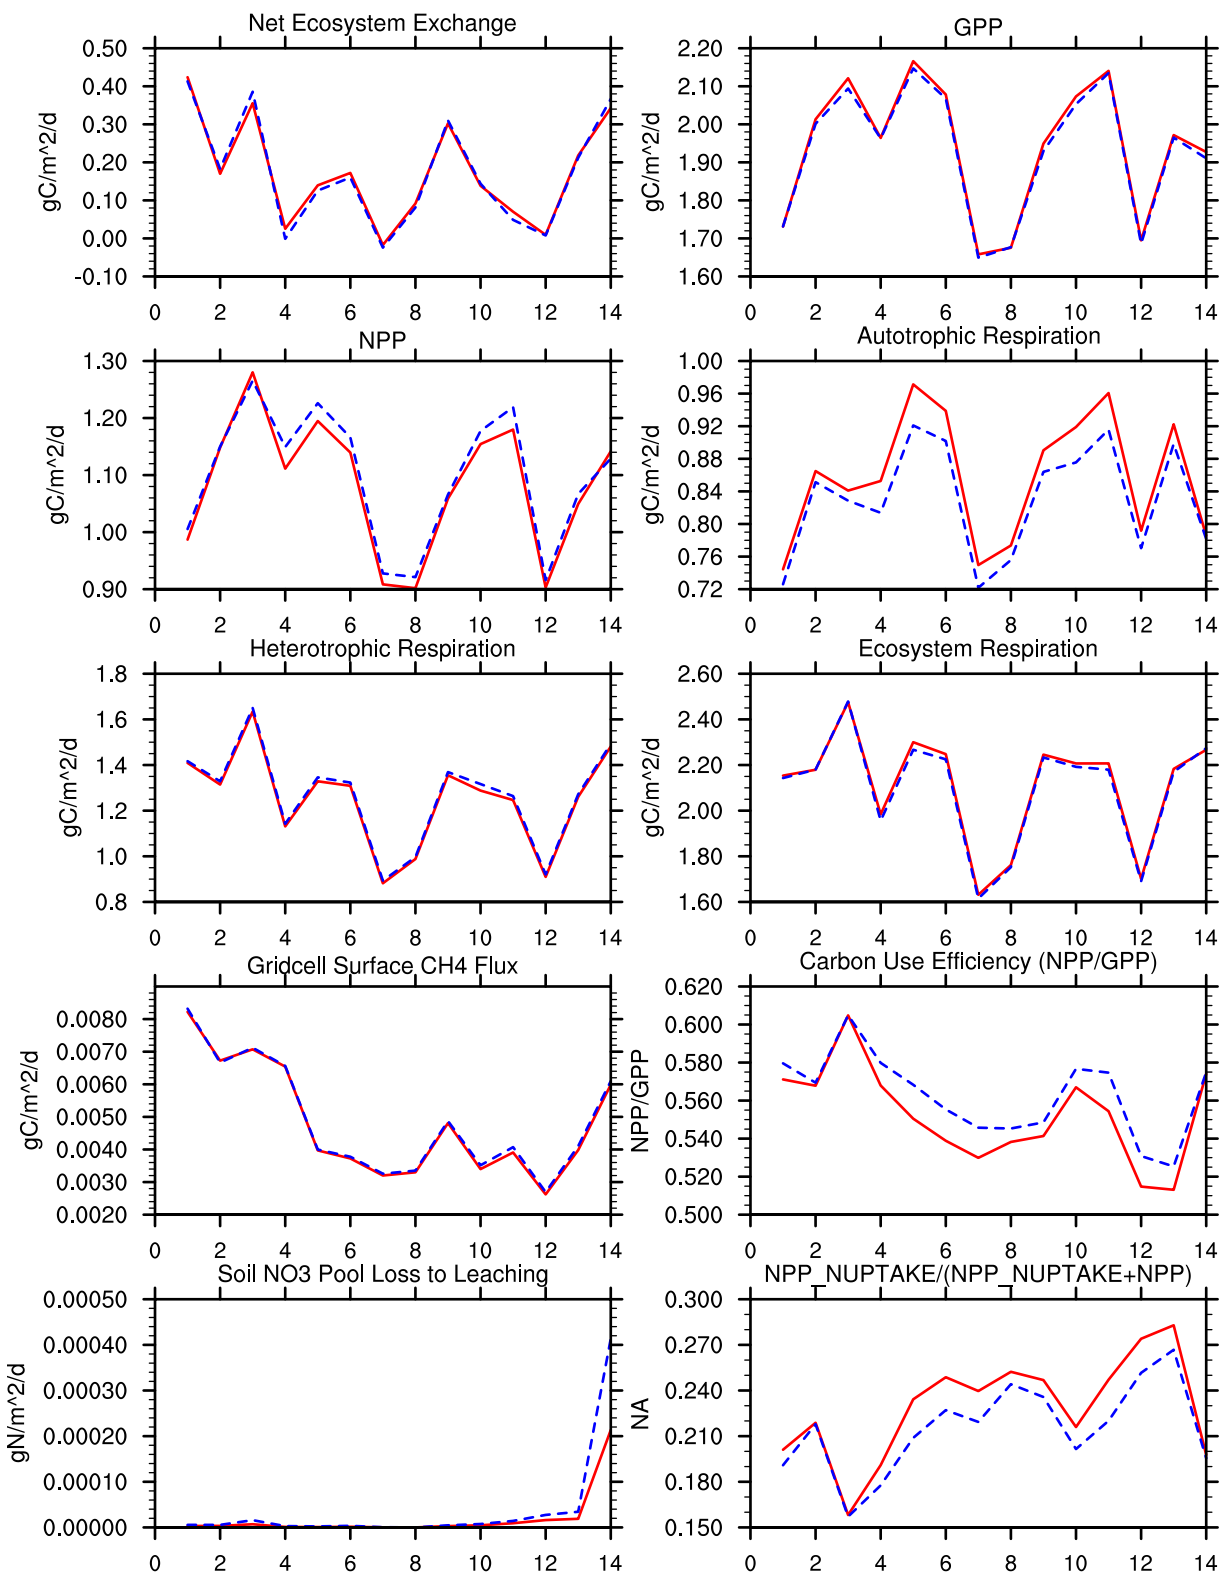 Net Ecosystem Exchange
gC/m^2/d
0.50
0.40
0.30
0.20
0.10
0.00
-0.10
0 2 4 6 8 10 12 14
GPP
gC/m^2/d
2.20
2.10
2.00
1.90
1.80
1.70
1.60
0 2 4 6 8 10 12 14
NPP
gC/m^2/d
1.30
1.20
1.10
1.00
0.90
0 2 4 6 8 10 12 14
Autotrophic Respiration
gC/m^2/d
1.00
0.96
0.92
0.88
0.84
0.80
0.76
0.72
0 2 4 6 8 10 12 14
Heterotrophic Respiration
gC/m^2/d
1.8
1.6
1.4
1.2
1.0
0.8
0 2 4 6 8 10 12 14
Ecosystem Respiration
gC/m^2/d
2.60
2.40
2.20
2.00
1.80
1.60
0 2 4 6 8 10 12 14
Gridcell Surface CH4 Flux
gC/m^2/d
0.0080
0.0070
0.0060
0.0050
0.0040
0.0030
0.0020
0 2 4 6 8 10 12 14
Carbon Use Efficiency (NPP/GPP)
NPP/GPP
0.620
0.600
0.580
0.560
0.540
0.520
0.500
0 2 4 6 8 10 12 14
Soil NO3 Pool Loss to Leaching
gN/m^2/d
0.00050
0.00040
0.00030
0.00020
0.00010
0.00000
0 2 4 6 8 10 12 14
NPP_NUPTAKE/(NPP_NUPTAKE+NPP)
NA
0.300
0.270
0.240
0.210
0.180
0.150
0 2 4 6 8 10 12 14